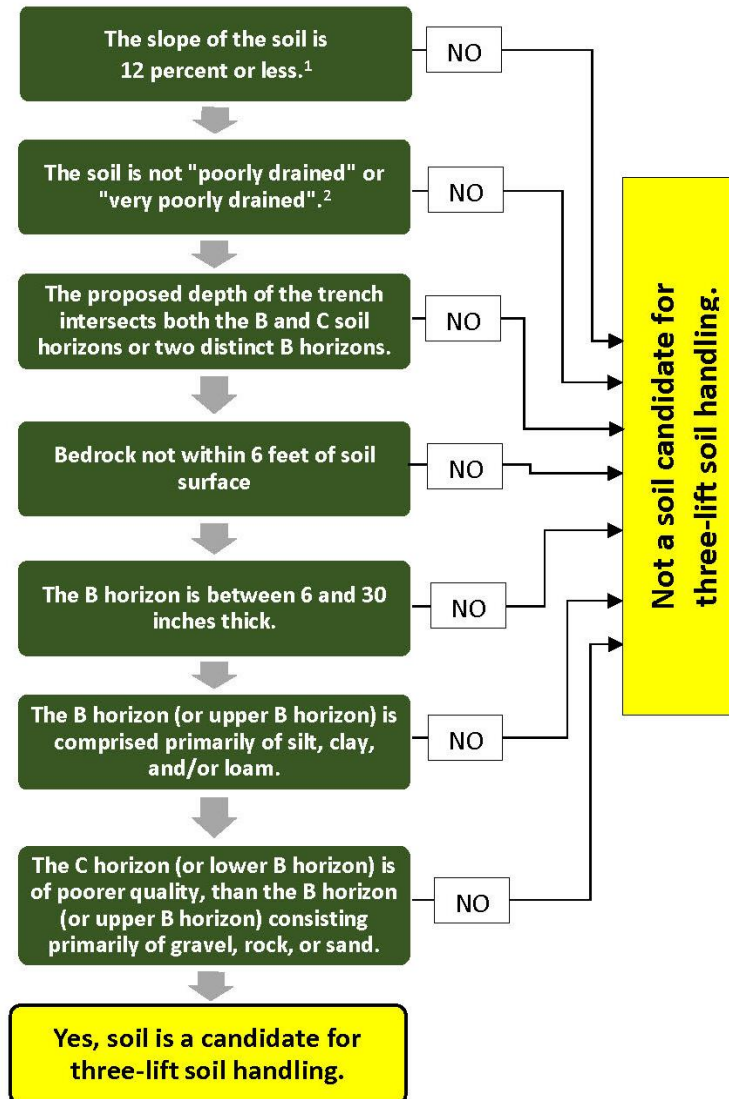 The slope of the soil is
12 percent or less.¹
NO
The soil is not "poorly drained" or
"very poorly drained".²
NO
The proposed depth of the trench
intersects both the B and C soil
horizons or two distinct B horizons.
NO
Bedrock not within 6 feet of soil
surface
NO
The B horizon is between 6 and 30
inches thick.
NO
The B horizon (or upper B horizon) is
comprised primarily of silt, clay,
and/or loam.
NO
The C horizon (or lower B horizon) is
of poorer quality, than the B horizon
(or upper B horizon) consisting
primarily of gravel, rock, or sand.
NO
Yes, soil is a candidate for
three-lift soil handling.
Not a soil candidate for
three-lift soil handling.